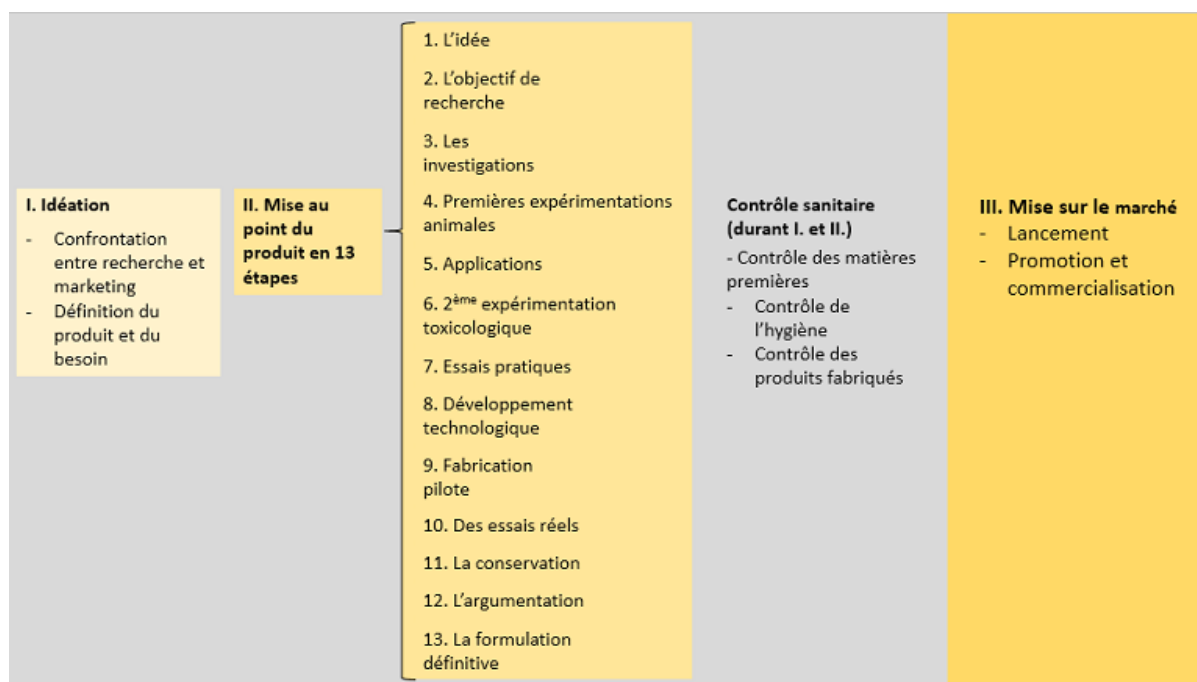 I. Idéation
- Confrontation
entre recherche et
marketing
- Définition du
produit et du
besoin
II. Mise au
point du
produit en 13
étapes
1. L'idée
2. L'objectif de
recherche
3. Les
investigations
4. Premières expérimentations
animales
5. Applications
6. 2ème expérimentation
toxicologique
7. Essais pratiques
8. Développement
technologique
9. Fabrication
pilote
10. Des essais réels
11. La conservation
12. L'argumentation
13. La formulation
définitive
Contrôle sanitaire
(durant I. et II.)
- Contrôle des matières
premières
- Contrôle de
l'hygiène
- Contrôle des
produits fabriqués
III. Mise sur le marché
- Lancement
- Promotion et
commercialisation